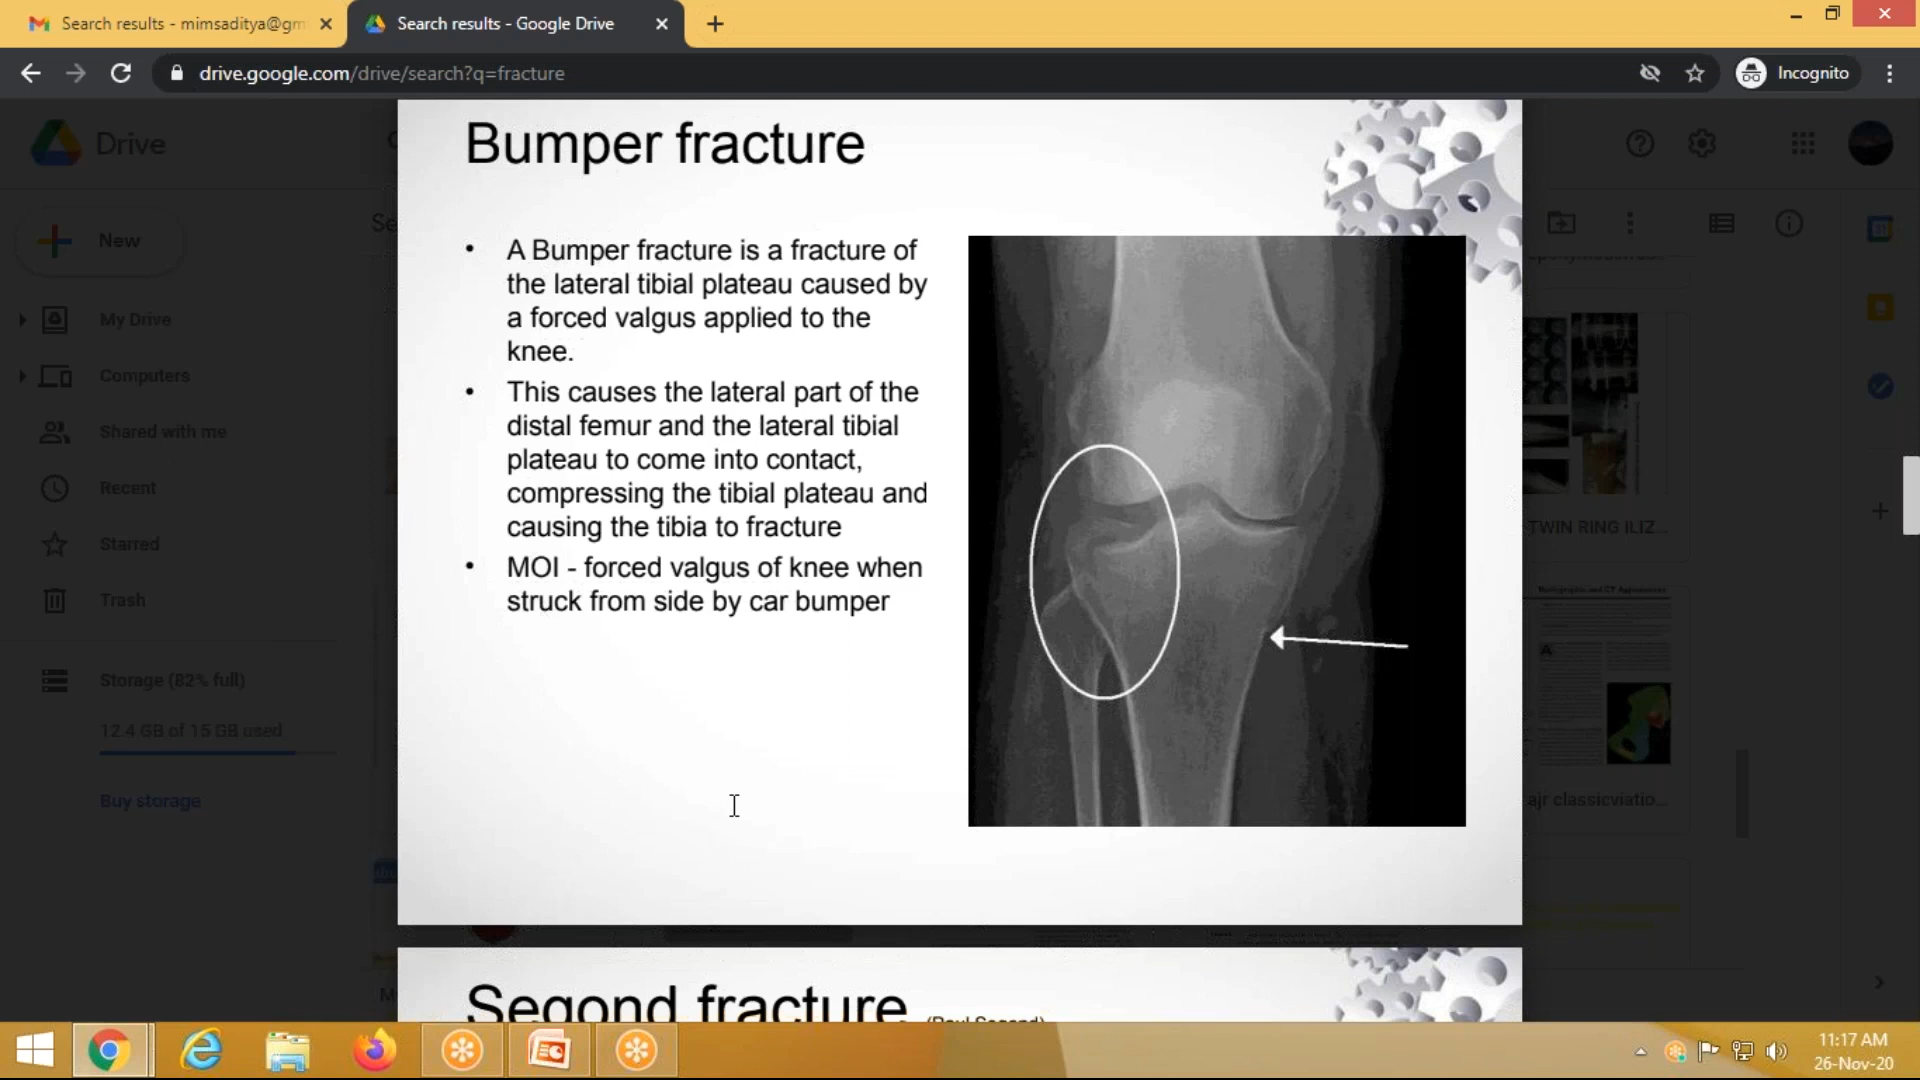 Search results - mimsaditya@gm
Search results - Google Drive
drive.google.com/drive/search?q=fracture
Incognito
Drive
Bumper fracture
New
• A Bumper fracture is a fracture of
the lateral tibial plateau caused by
a forced valgus applied to the
knee.
• This causes the lateral part of the
distal femur and the lateral tibial
plateau to come into contact,
compressing the tibial plateau and
causing the tibia to fracture
• MOI - forced valgus of knee when
struck from side by car bumper
My Drive
Computers
Shared with me
Recent
Starred
Trash
Storage (82% full)
12.4 GB of 15 GB used
Buy storage
TWIN RING ILIZ...
ajr classicviatio...
Segond fracture (Paul Segond)
11:17 AM
26-Nov-20